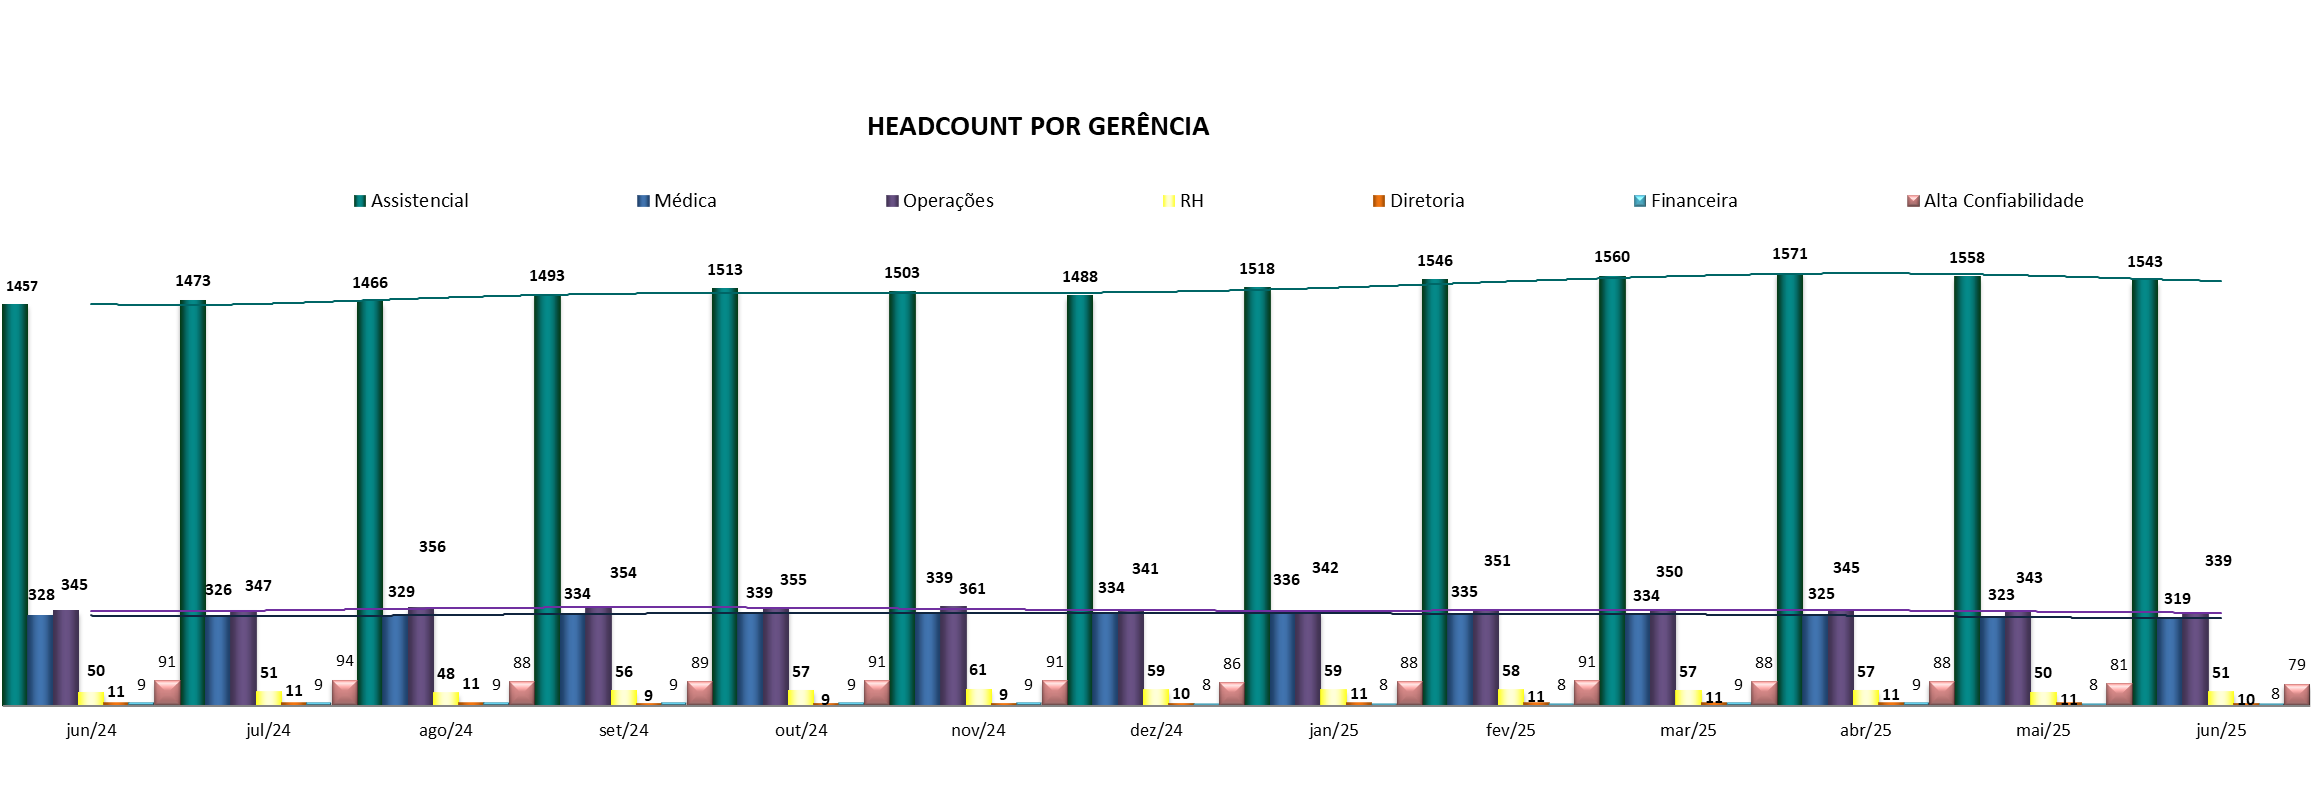 HEADCOUNT POR GERÊNCIA
Assistencial Médica Operações RH Diretoria Financeira Alta Confiabilidade
1457 1473 1466 1493 1513 1503 1488 1518 1546 1560 1571 1558 1543
328 345 326 347 329 356 334 354 339 355 339 361 334 341 336 342 335 351 334 350 325 345 323 343 319 339
50 11 9 91 51 11 9 94 48 11 9 88 56 9 9 89 57 9 9 91 61 9 9 91 59 10 8 86 59 11 8 88 58 11 8 91 57 11 9 88 57 11 9 88 50 11 8 81 51 10 8 79
jun/24 jul/24 ago/24 set/24 out/24 nov/24 dez/24 jan/25 fev/25 mar/25 abr/25 mai/25 jun/25